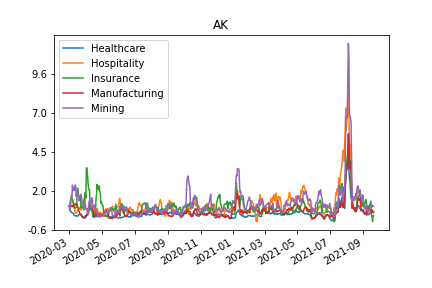 AK
Healthcare
Hospitality
Insurance
Manufacturing
Mining
9.6
7.0
4.5
2.0
-0.6
2020-03
2020-05
2020-07
2020-09
2020-11
2021-01
2021-03
2021-05
2021-07
2021-09